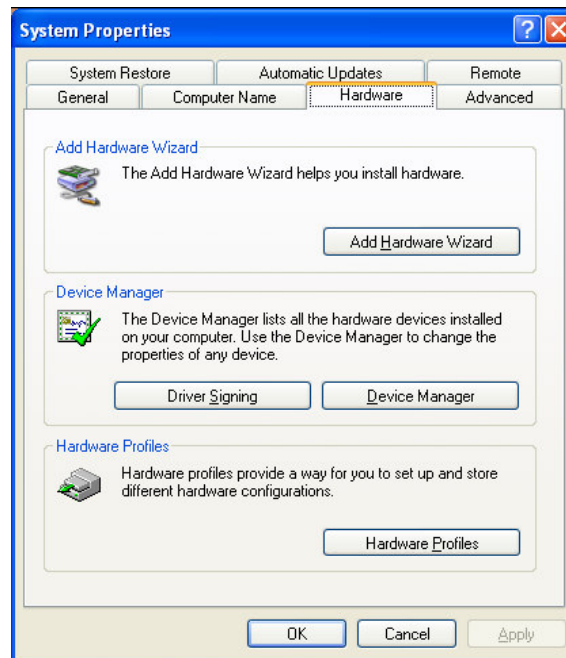 System Properties
System Restore
Automatic Updates
Remote
General
Computer Name
Hardware
Advanced
Add Hardware Wizard
The Add Hardware Wizard helps you install hardware.
Add Hardware Wizard
Device Manager
The Device Manager lists all the hardware devices installed
on your computer. Use the Device Manager to change the
properties of any device.
Driver Signing
Device Manager
Hardware Profiles
Hardware profiles provide a way for you to set up and store
different hardware configurations.
Hardware Profiles
OK
Cancel
Apply